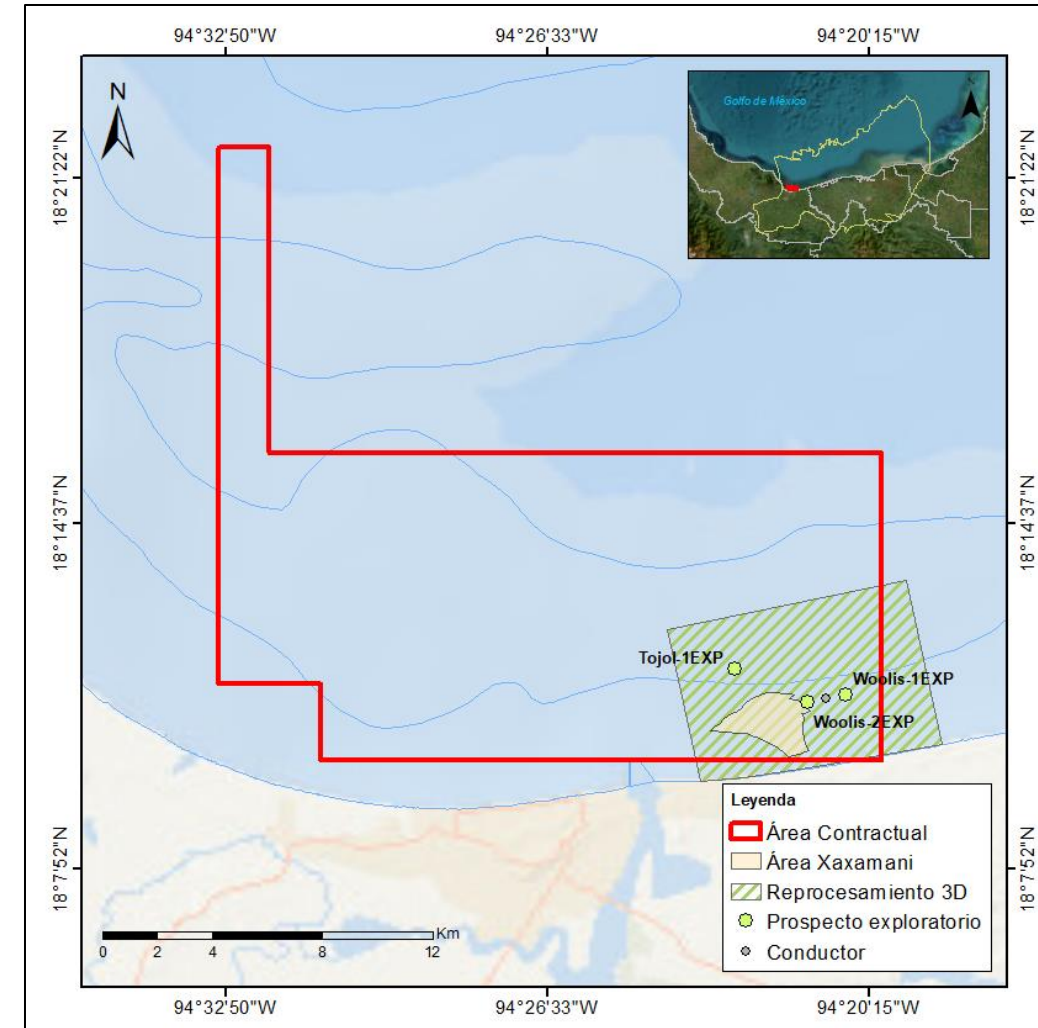 94°32'50"W 94°26'33"W 94°20'15"W
N
Golfo de México
18°21'22"N 18°21'22"N
18°14'37"N 18°14'37"N
Tojol-1EXP
Woolis-1EXP
Woolis-2EXP
Leyenda
Área Contractual
Área Xaxamani
Reprocesamiento 3D
Prospecto exploratorio
Conductor
18°7'52"N 18°7'52"N
Km
0 2 4 8 12
94°32'50"W 94°26'33"W 94°20'15"W